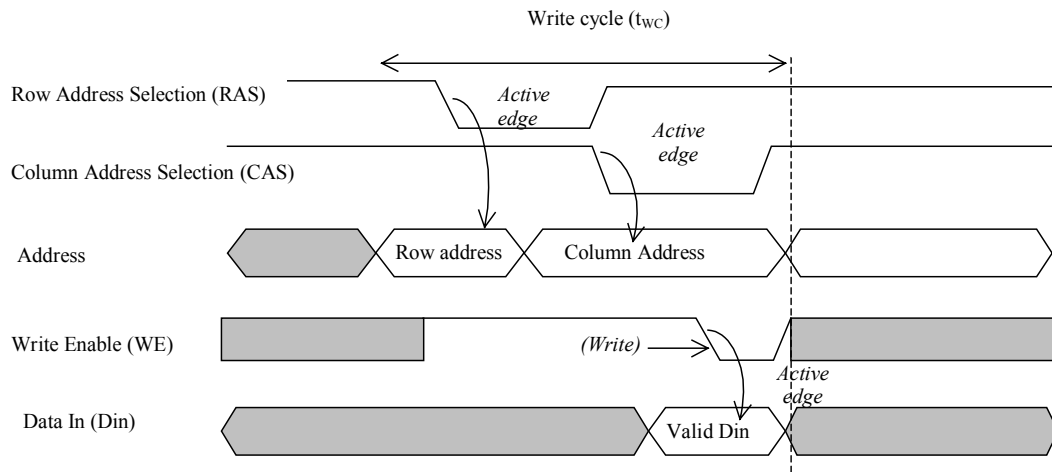 Write cycle (tWC)
Row Address Selection (RAS)
Active
edge
Active
edge
Column Address Selection (CAS)
Address
Row address
Column Address
Write Enable (WE)
(Write)
Active
edge
Data In (Din)
Valid Din